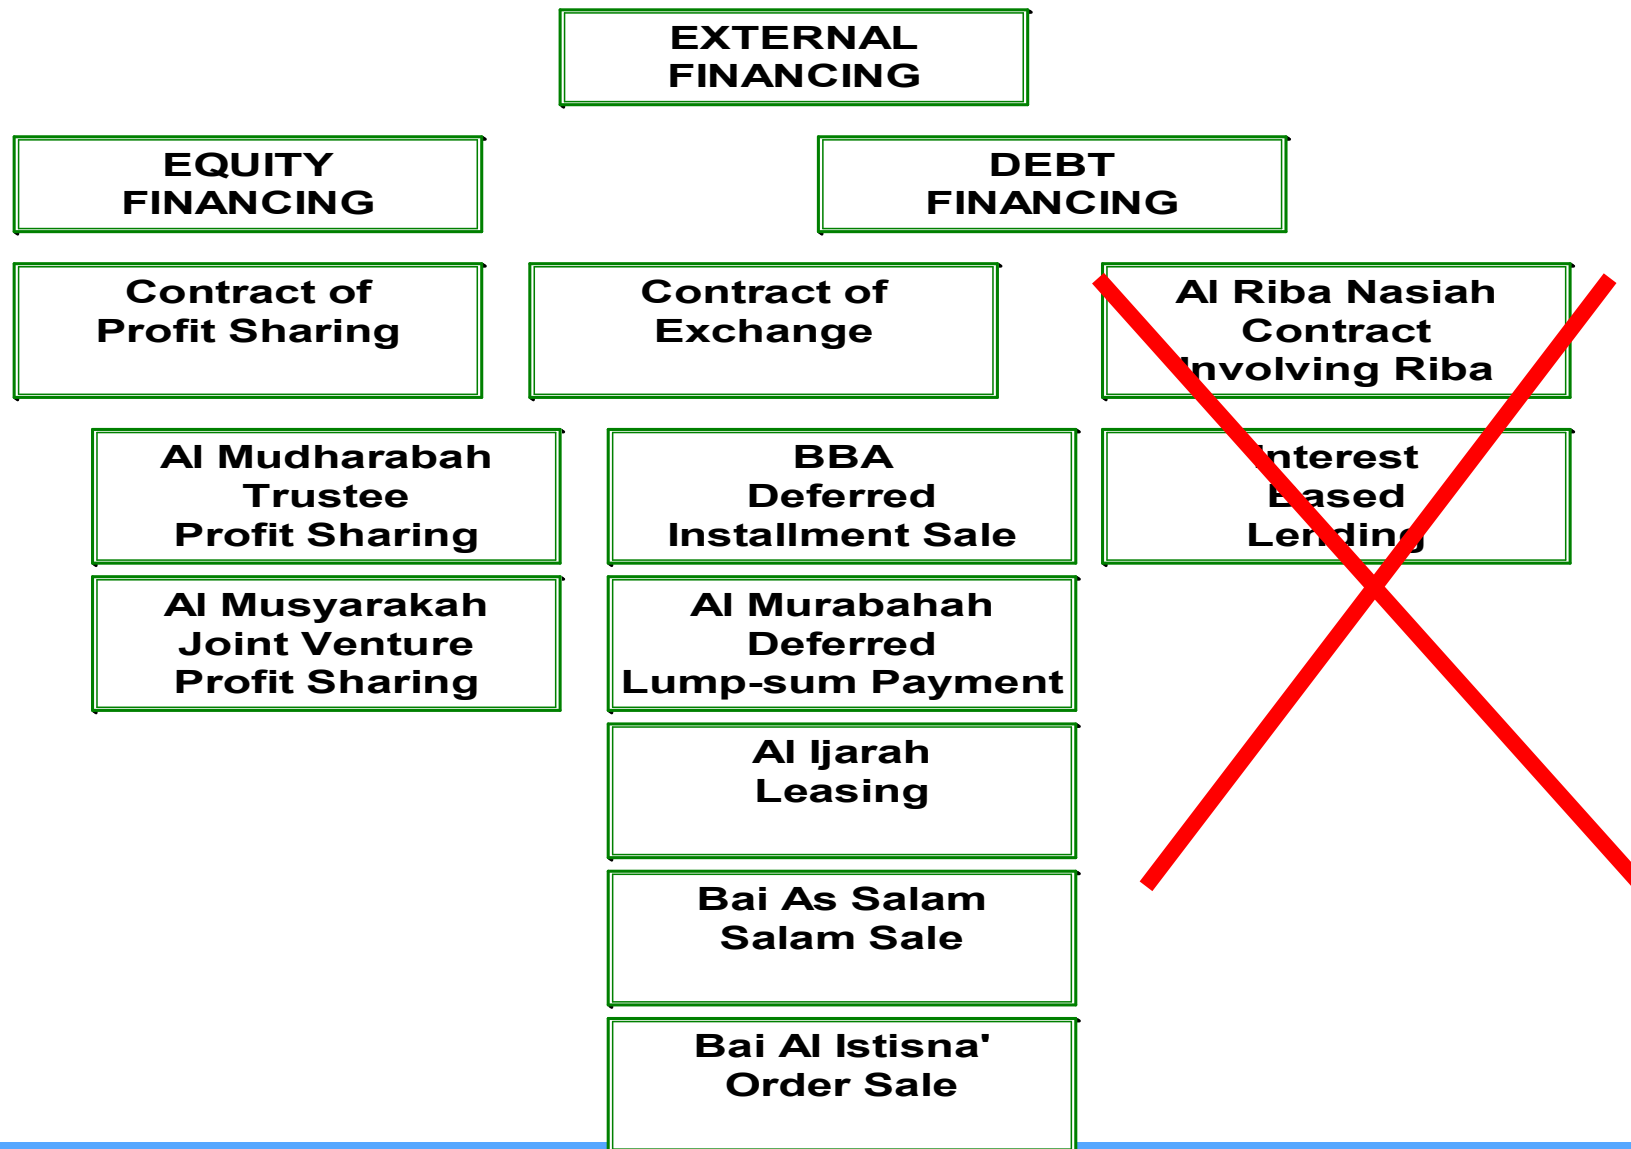 EXTERNAL
FINANCING
EQUITY
FINANCING
DEBT
FINANCING
Contract of
Profit Sharing
Contract of
Exchange
Al Riba Nasiah
Contract
Involving Riba
Al Mudharabah
Trustee
Profit Sharing
BBA
Deferred
Installment Sale
Interest
Based
Lending
Al Musyarakah
Joint Venture
Profit Sharing
Al Murabahah
Deferred
Lump-sum Payment
Al Ijarah
Leasing
Bai As Salam
Salam Sale
Bai Al Istisna'
Order Sale